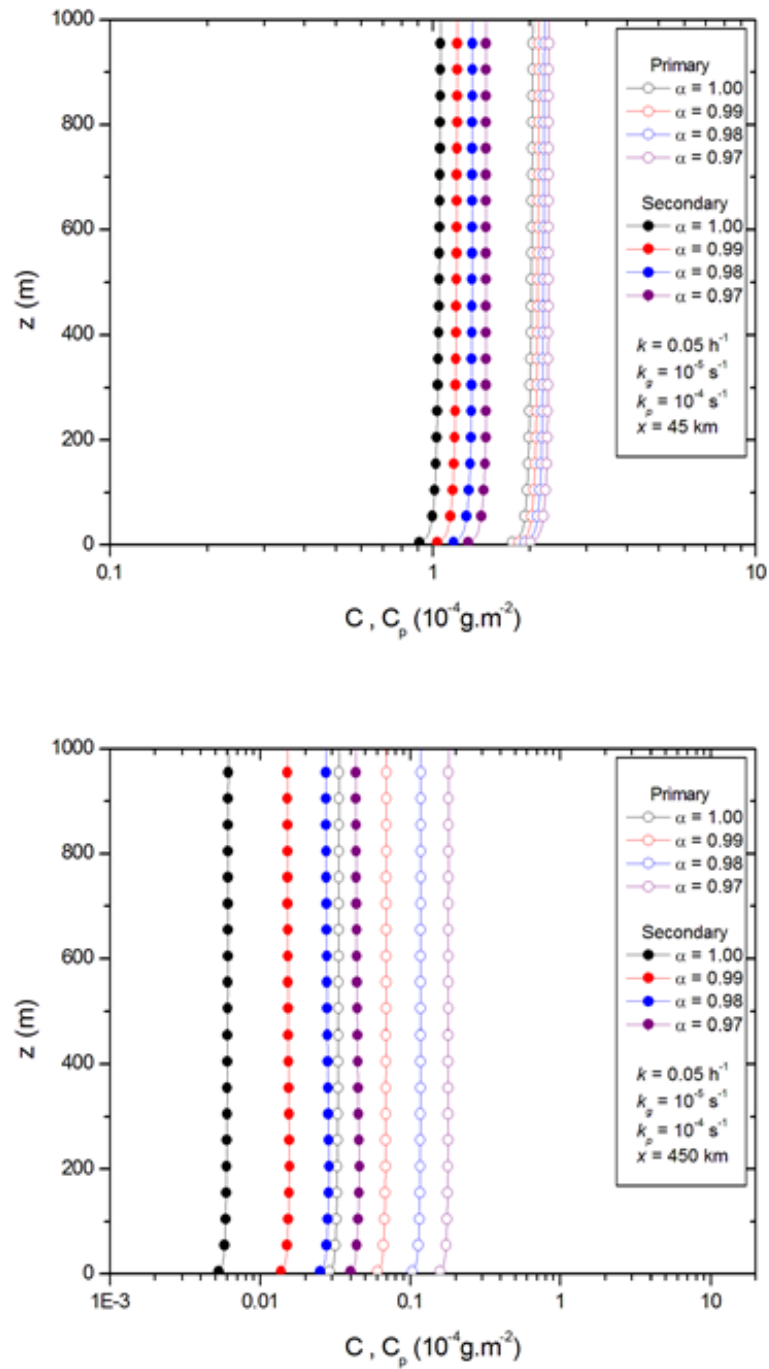 1000
800
600
400
200
0
z (m)
0.1
1
10
C , Cₚ (10⁻⁴g.m⁻²)
Primary
α = 1.00
α = 0.99
α = 0.98
α = 0.97
Secondary
α = 1.00
α = 0.99
α = 0.98
α = 0.97
k = 0.05 h⁻¹
k_g = 10⁻⁵ s⁻¹
kₚ = 10⁻⁴ s⁻¹
x = 45 km
1000
800
600
400
200
0
z (m)
1E-3
0.01
0.1
1
10
C , Cₚ (10⁻⁴g.m⁻²)
Primary
α = 1.00
α = 0.99
α = 0.98
α = 0.97
Secondary
α = 1.00
α = 0.99
α = 0.98
α = 0.97
k = 0.05 h⁻¹
k_g = 10⁻⁵ s⁻¹
kₚ = 10⁻⁴ s⁻¹
x = 450 km